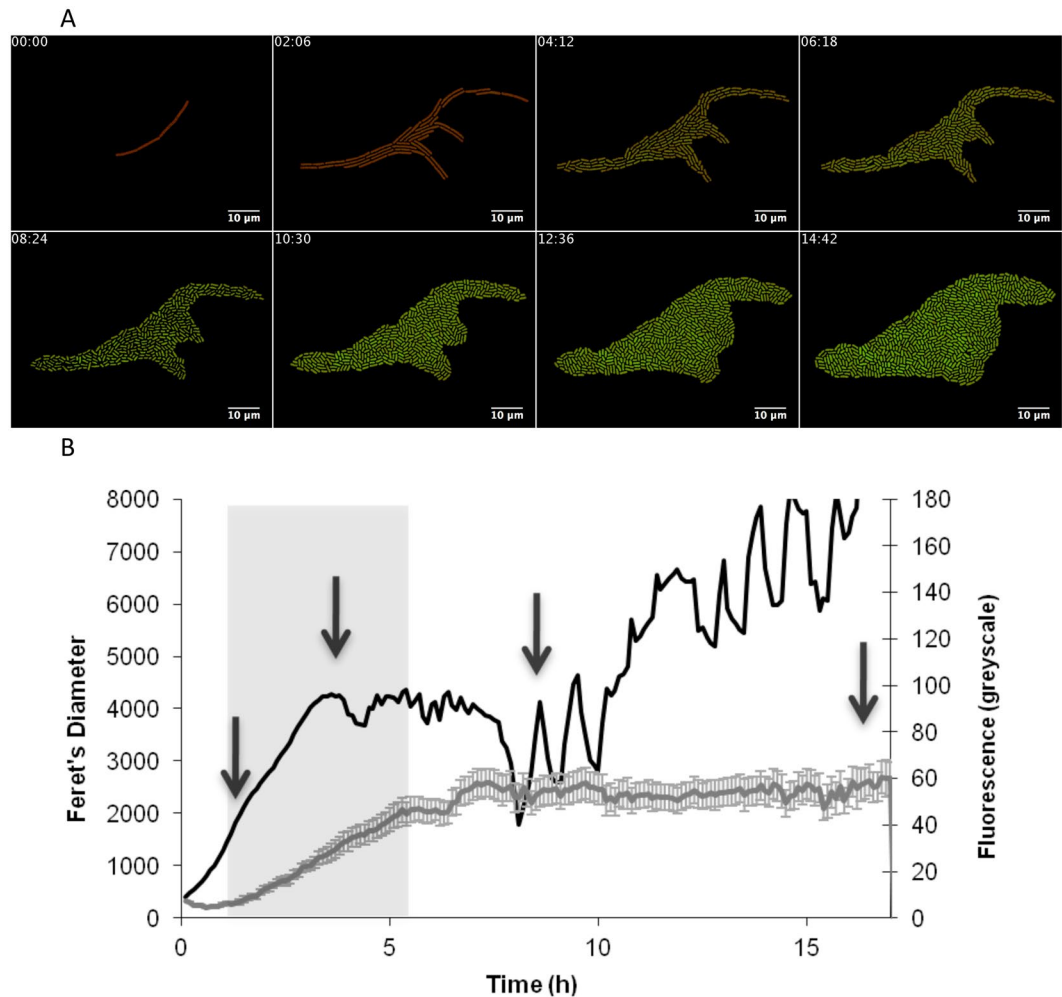 A
00:00 02:06 04:12 06:18
10 µm 10 µm 10 µm 10 µm
08:24 10:30 12:36 14:42
10 µm 10 µm 10 µm 10 µm
B
8000 180
7000 160
6000 140
5000 120
4000 100
3000 80
2000 60
1000 40
0 20
0
Feret's Diameter
Fluorescence (greyscale)
0 5 10 15
Time (h)